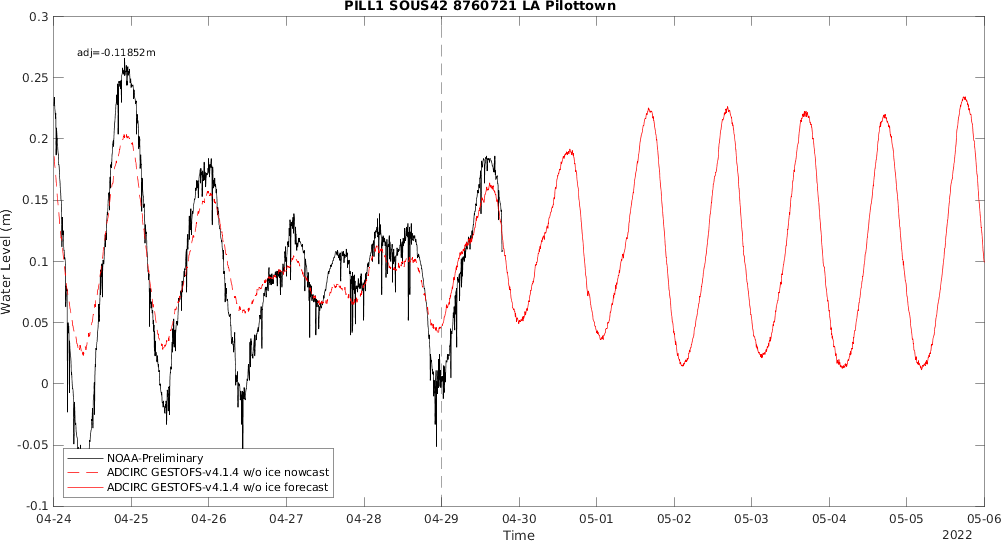 PILL1 SOUS42 8760721 LA Pilottown
adj=-0.11852m
0.3
0.25
0.2
0.15
0.1
0.05
0
-0.05
-0.1
Water Level (m)
NOAA-Preliminary
ADCIRC GESTOFS-v4.1.4 w/o ice nowcast
ADCIRC GESTOFS-v4.1.4 w/o ice forecast
04-24 04-25 04-26 04-27 04-28 04-29 04-30 05-01 05-02 05-03 05-04 05-05 05-06
Time
2022